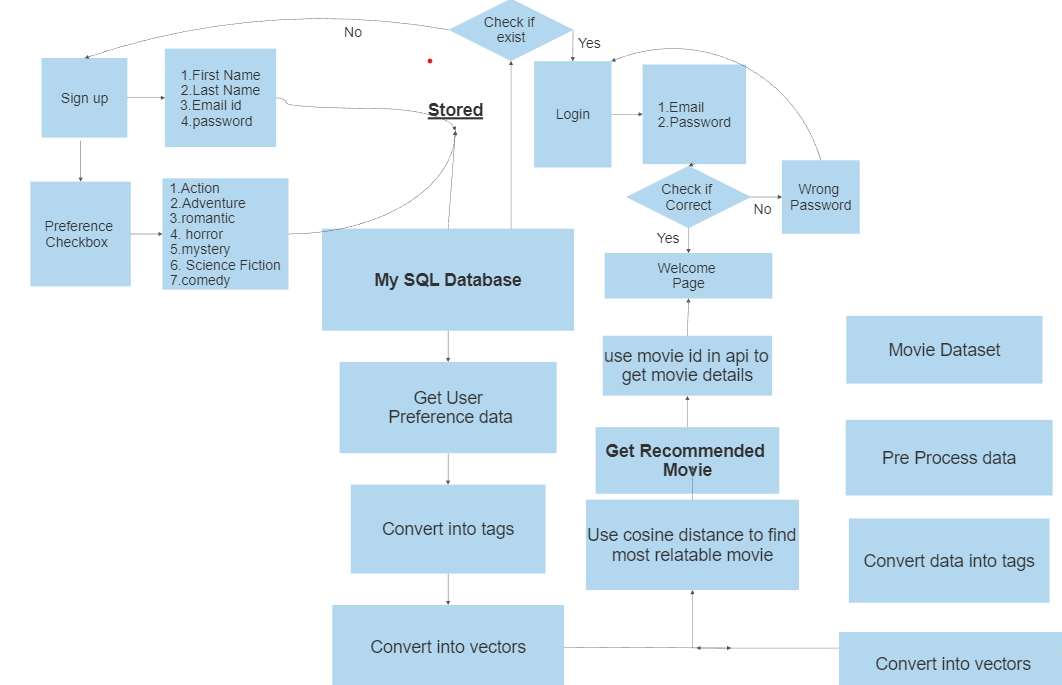 Check if
exist
No
Yes
Sign up
1.First Name
2.Last Name
3.Email id
4.password
Stored
Login
1.Email
2.Password
Preference
Checkbox
1.Action
2.Adventure
3.romantic
4. horror
5.mystery
6. Science Fiction
7.comedy
Check if
Correct
No
Wrong
Password
Yes
My SQL Database
Welcome
Page
use movie id in api to
get movie details
Movie Dataset
Get User
Preference data
Get Recommended
Movie
Pre Process data
Convert into tags
Use cosine distance to find
most relatable movie
Convert data into tags
Convert into vectors
Convert into vectors